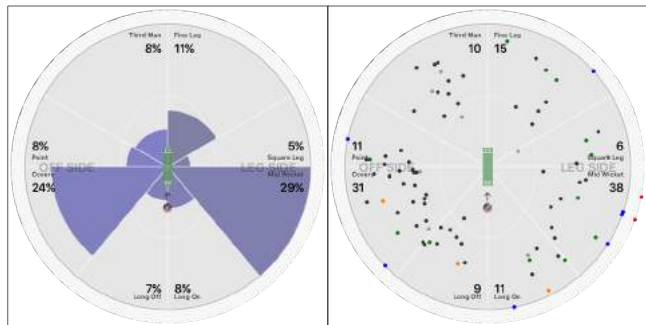 Third Man Fine Leg
8% 11%
8%
Point
OFF SIDE
Covers
24%
5%
Square Leg
LEG SIDE
Mid Wicket
29%
7% 8%
Long Off Long On
Third Man Fine Leg
10 15
11
Point
OFF SIDE
Covers
31
6
Square Leg
LEG SIDE
Mid Wicket
38
9 11
Long Off Long On